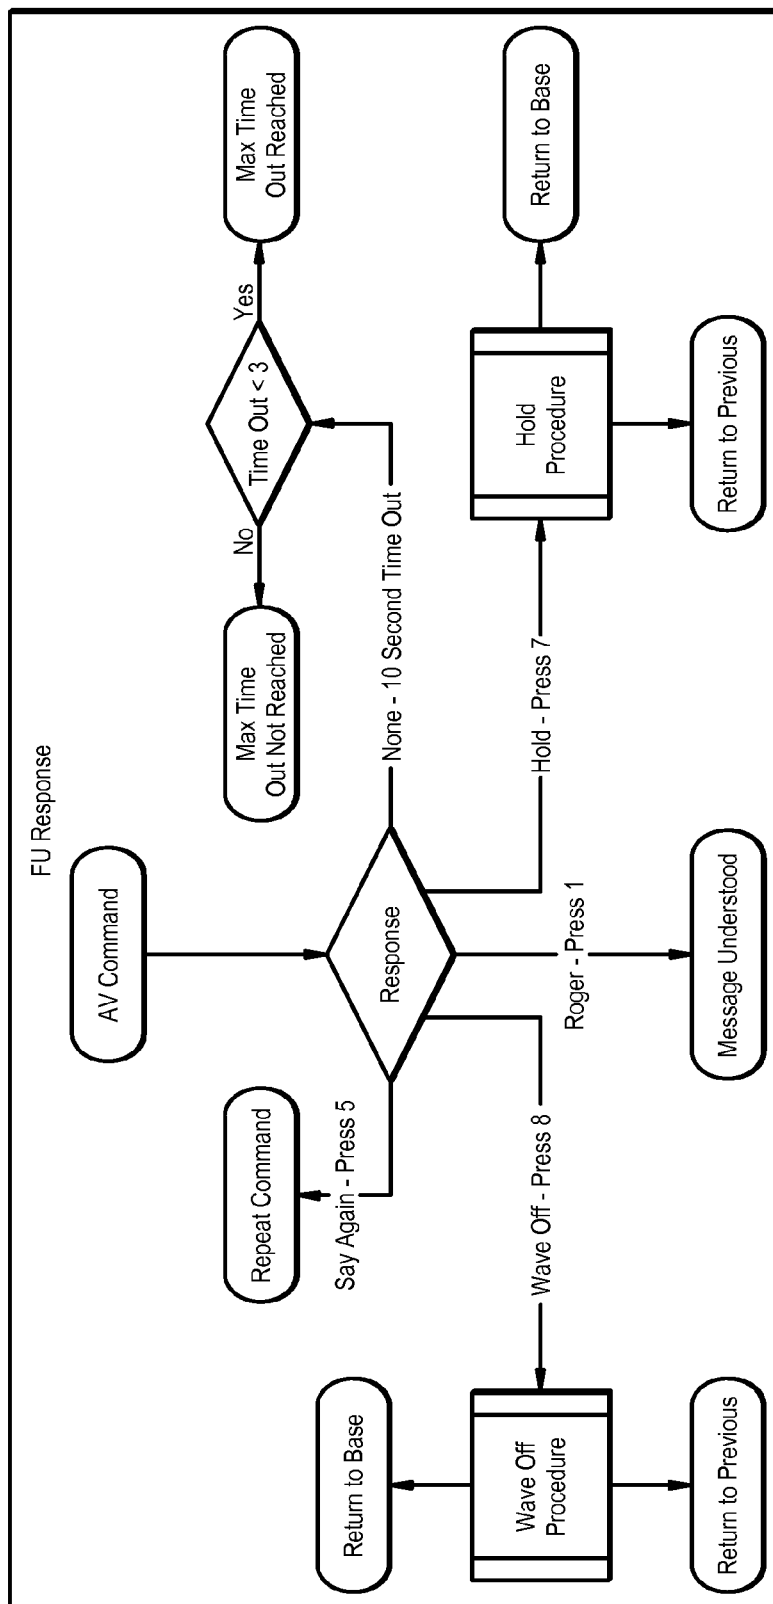 FU Response
AV Command
Repeat Command
Say Again - Press 5
Response
None - 10 Second Time Out
Time Out < 3
No
Yes
Max Time
Out Not Reached
Max Time
Out Reached
Wave Off - Press 8
Roger - Press 1
Hold - Press 7
Return to Base
Wave Off
Procedure
Return to Previous
Message Understood
Hold
Procedure
Return to Base
Return to Previous